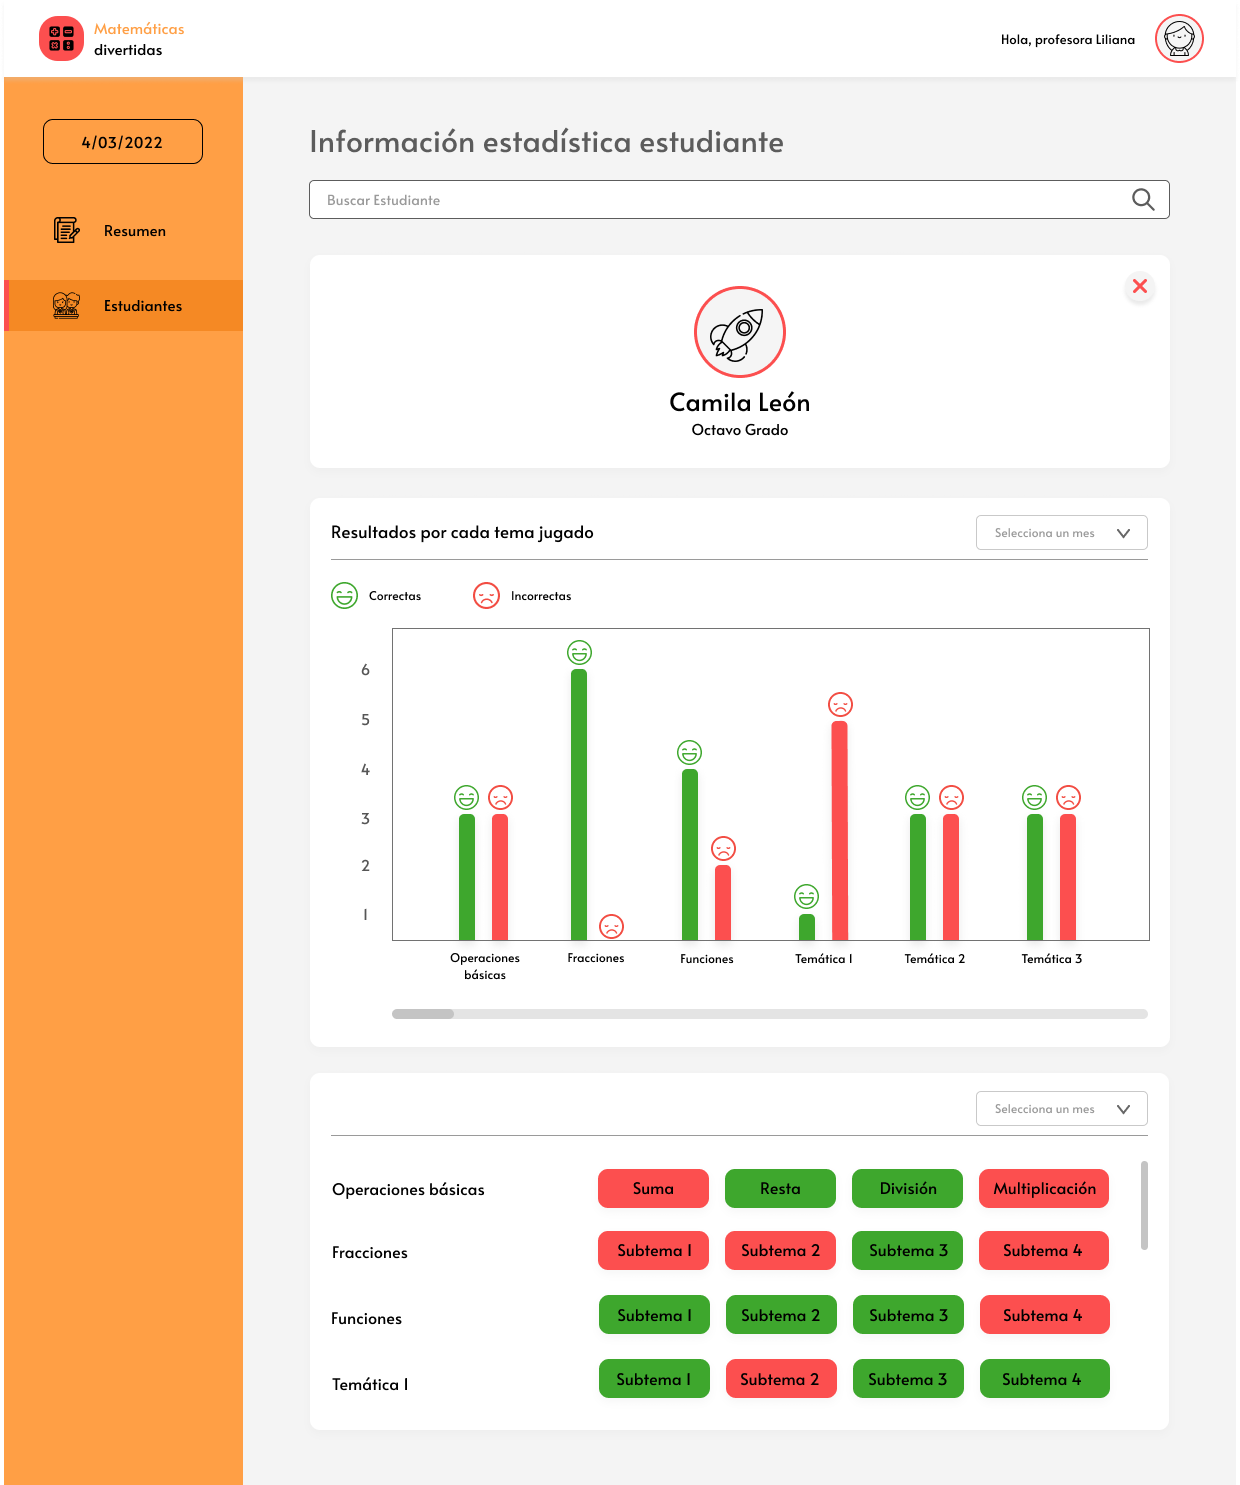 Matemáticas
divertidas
Hola, profesora Liliana
4/03/2022
Resumen
Estudiantes
Información estadística estudiante
Buscar Estudiante
Camila León
Octavo Grado
Resultados por cada tema jugado
Selecciona un mes
Correctas
Incorrectas
6
5
4
3
2
1
Operaciones
básicas
Fracciones
Funciones
Temática 1
Temática 2
Temática 3
Selecciona un mes
Operaciones básicas Suma Resta División Multiplicación
Fracciones Subtema 1 Subtema 2 Subtema 3 Subtema 4
Funciones Subtema 1 Subtema 2 Subtema 3 Subtema 4
Temática 1 Subtema 1 Subtema 2 Subtema 3 Subtema 4